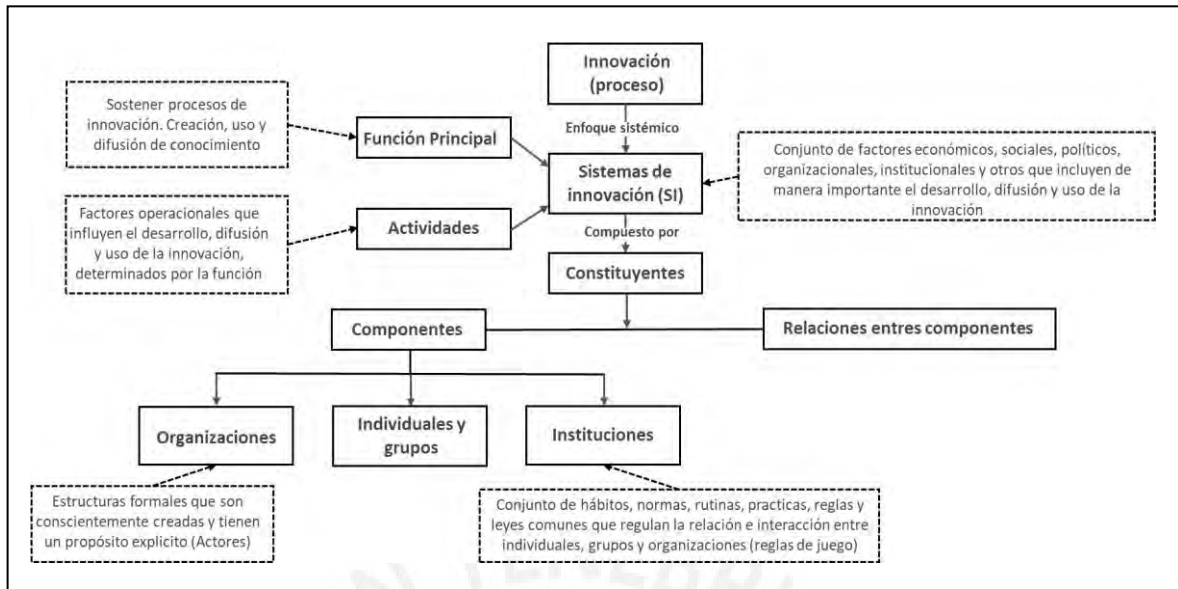 Innovación
(proceso)
Sostener procesos de
innovación. Creación, uso y
difusión de conocimiento
Función Principal
Enfoque sistémico
Sistemas de
innovación (SI)
Conjunto de factores económicos, sociales, políticos,
organizacionales, institucionales y otros que incluyen de
manera importante el desarrollo, difusión y uso de la
innovación
Factores operacionales que
influyen el desarrollo, difusión
y uso de la innovación,
determinados por la función
Actividades
Compuesto por
Constituyentes
Componentes
Relaciones entres componentes
Organizaciones
Individuales y
grupos
Instituciones
Estructuras formales que son
conscientemente creadas y tienen
un propósito explicito (Actores)
Conjunto de hábitos, normas, rutinas, practicas, reglas y
leyes comunes que regulan la relación e interacción entre
individuales, grupos y organizaciones (reglas de juego)